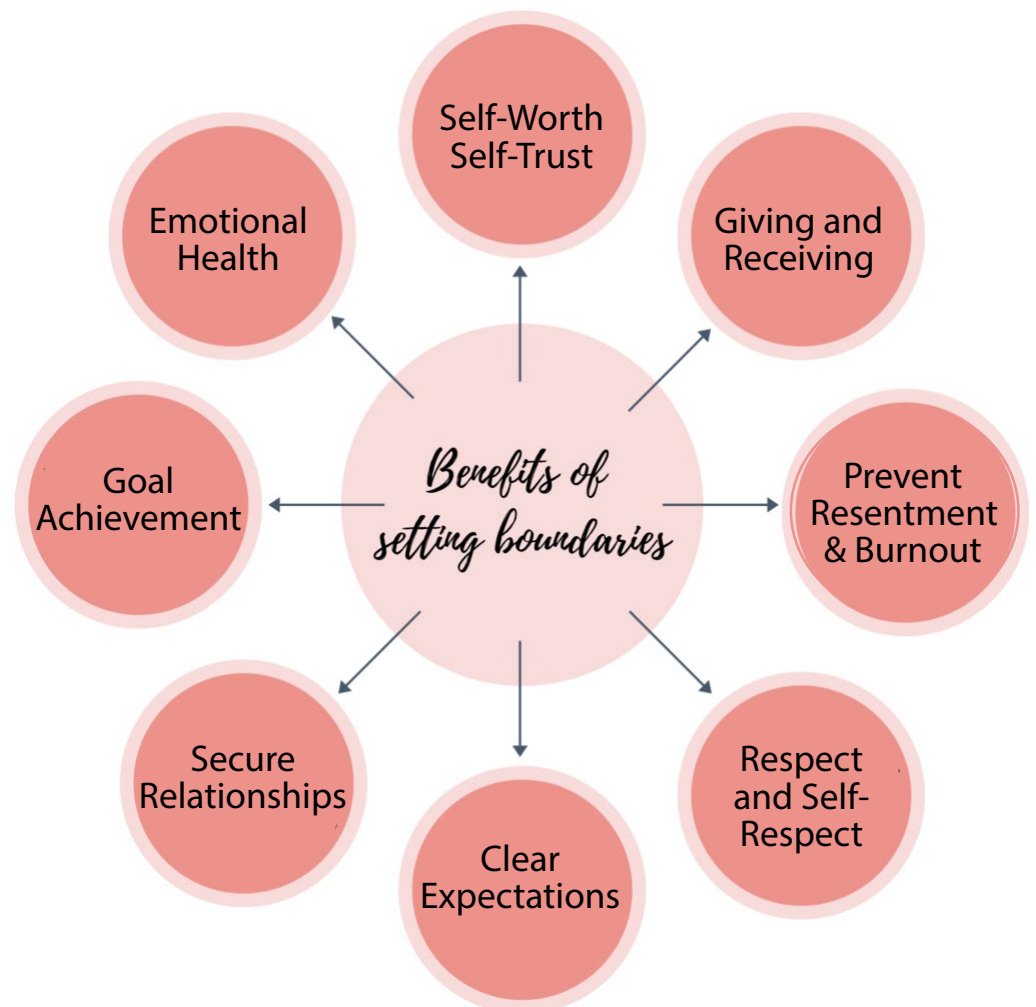 Benefits of
setting boundaries
Self-Worth
Self-Trust
Giving and
Receiving
Prevent
Resentment
& Burnout
Respect
and Self-
Respect
Clear
Expectations
Secure
Relationships
Goal
Achievement
Emotional
Health